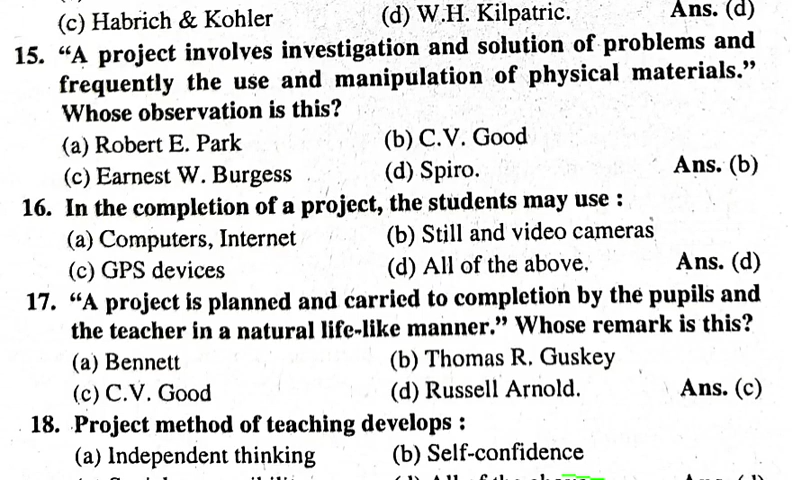 (c) Habrich & Kohler (d) W.H. Kilpatric. Ans. (d)
15. “A project involves investigation and solution of problems and
frequently the use and manipulation of physical materials.”
Whose observation is this?
(a) Robert E. Park (b) C.V. Good
(c) Earnest W. Burgess (d) Spiro. Ans. (b)
16. In the completion of a project, the students may use :
(a) Computers, Internet (b) Still and video cameras
(c) GPS devices (d) All of the above. Ans. (d)
17. “A project is planned and carried to completion by the pupils and
the teacher in a natural life-like manner.” Whose remark is this?
(a) Bennett (b) Thomas R. Guskey
(c) C.V. Good (d) Russell Arnold. Ans. (c)
18. Project method of teaching develops :
(a) Independent thinking (b) Self-confidence